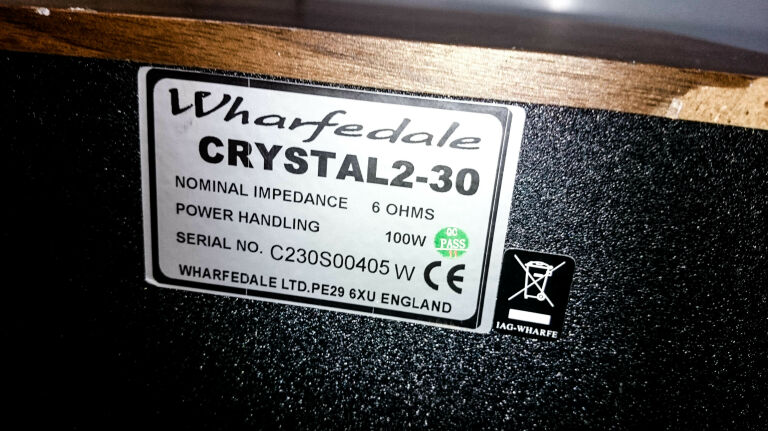 Wharfedale
CRYSTAL2-30
NOMINAL IMPEDANCE 6 OHMS
POWER HANDLING 100W
QC
PASS
11
SERIAL NO. C230S00405 W CE
WHARFEDALE LTD.PE29 6XU ENGLAND
IAG-WHARFE